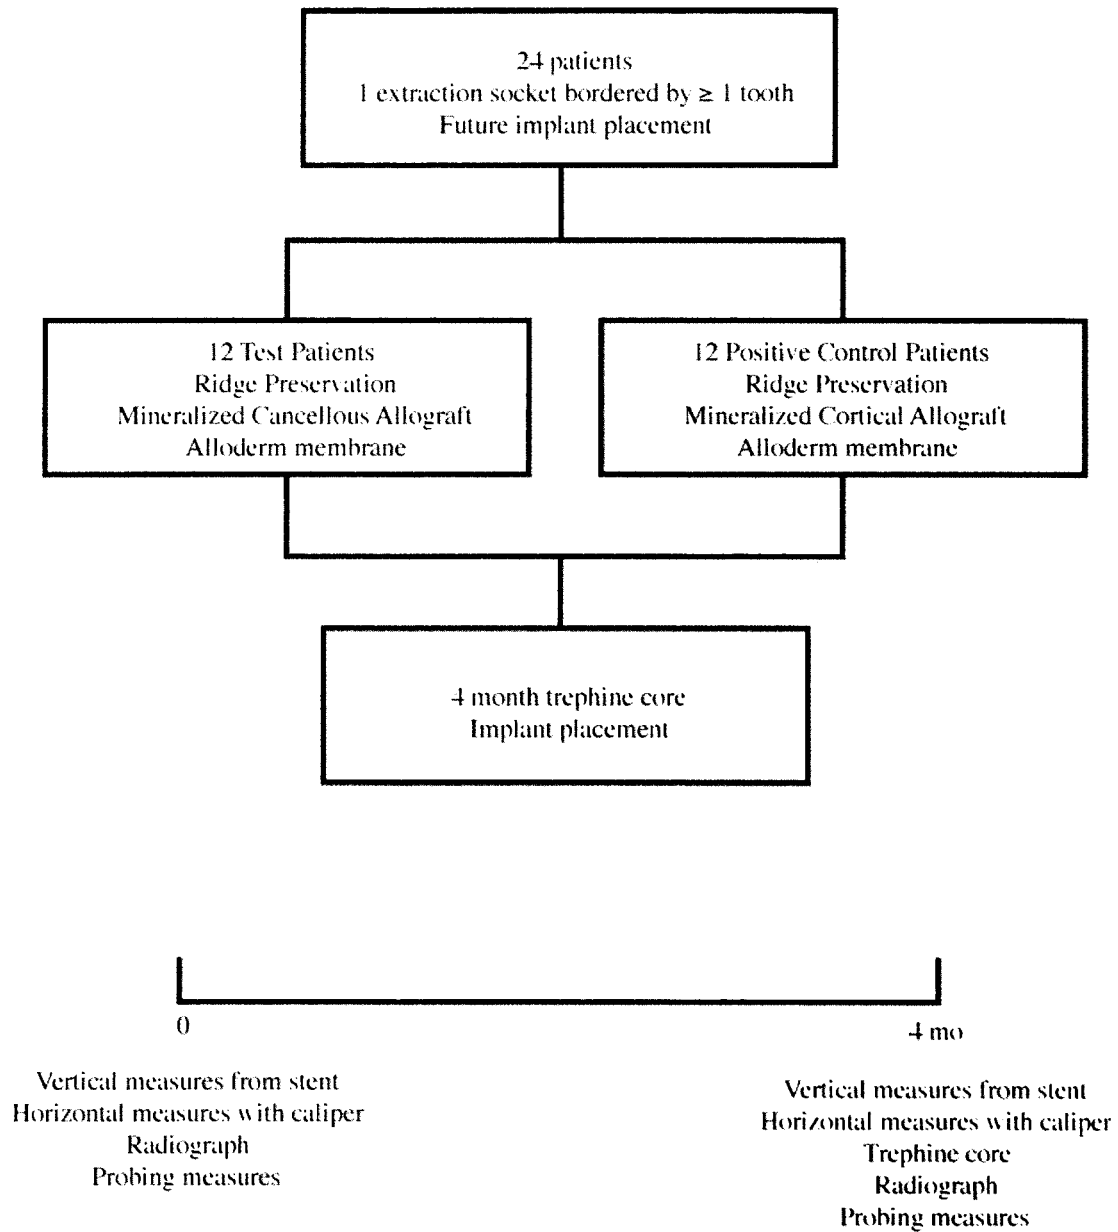 24 patients
1 extraction socket bordered by ≥ 1 tooth
Future implant placement
12 Test Patients
Ridge Preservation
Mineralized Cancellous Allograft
Alloderm membrane
12 Positive Control Patients
Ridge Preservation
Mineralized Cortical Allograft
Alloderm membrane
4 month trephine core
Implant placement
0
4 mo
Vertical measures from stent
Horizontal measures with caliper
Radiograph
Probing measures
Vertical measures from stent
Horizontal measures with caliper
Trephine core
Radiograph
Probing measures